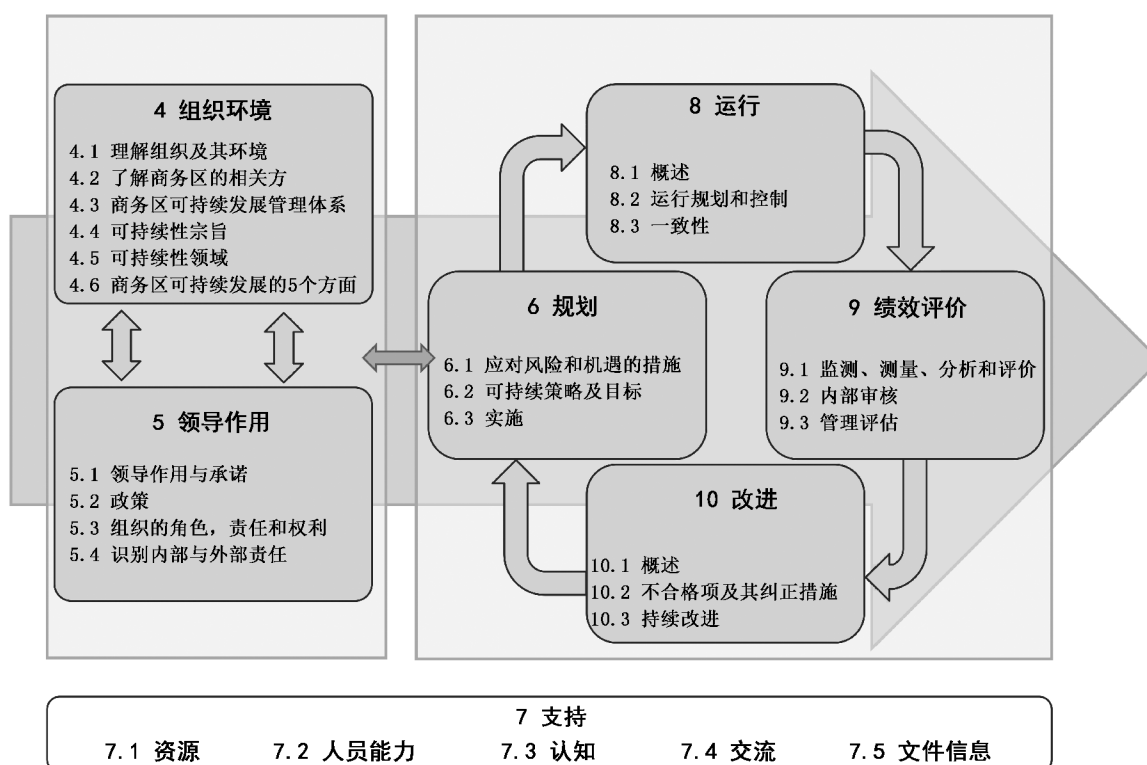 4 组织环境
4.1 理解组织及其环境
4.2 了解商务区的相关方
4.3 商务区可持续发展管理体系
4.4 可持续性宗旨
4.5 可持续性领域
4.6 商务区可持续发展的5个方面
5 领导作用
5.1 领导作用与承诺
5.2 政策
5.3 组织的角色，责任和权利
5.4 识别内部与外部责任
6 规划
6.1 应对风险和机遇的措施
6.2 可持续策略及目标
6.3 实施
8 运行
8.1 概述
8.2 运行规划和控制
8.3 一致性
9 绩效评价
9.1 监测、测量、分析和评价
9.2 内部审核
9.3 管理评估
10 改进
10.1 概述
10.2 不合格项及其纠正措施
10.3 持续改进
7 支持
7.1 资源 7.2 人员能力 7.3 认知 7.4 交流 7.5 文件信息